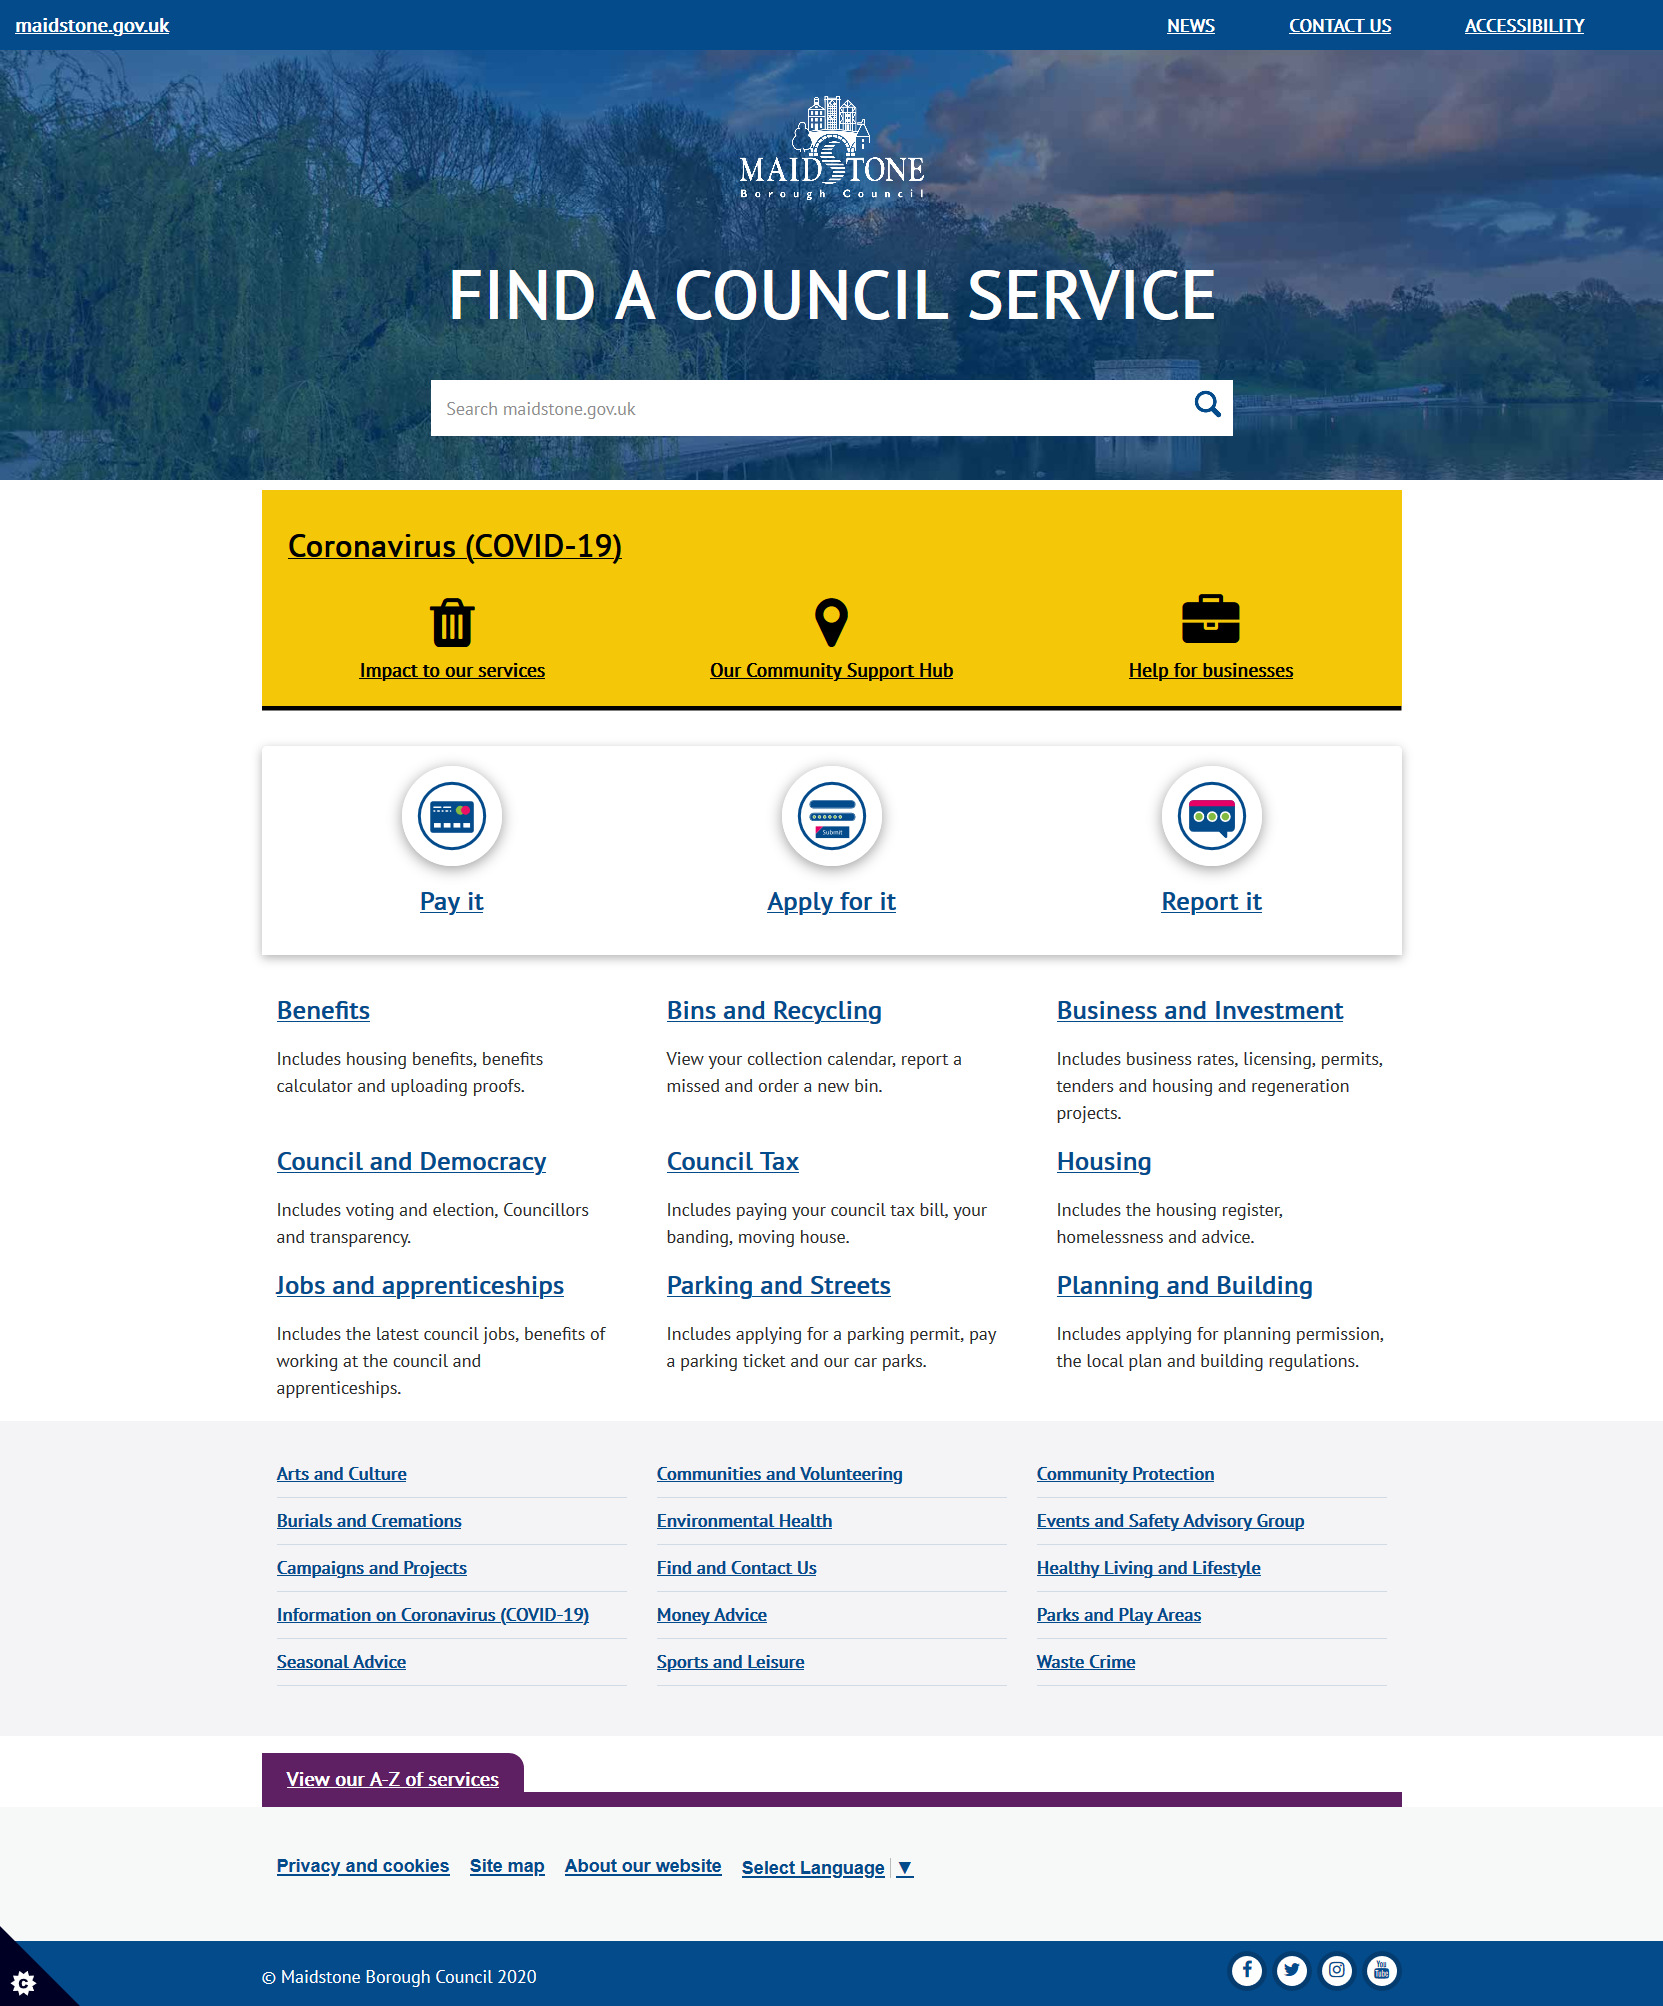 maidstone.gov.uk
NEWS
CONTACT US
ACCESSIBILITY
MAIDSTONE
Borough Council
FIND A COUNCIL SERVICE
Search maidstone.gov.uk
Coronavirus (COVID-19)
Impact to our services
Our Community Support Hub
Help for businesses
Submit
Pay it
Apply for it
Report it
Benefits
Includes housing benefits, benefits
calculator and uploading proofs.
Bins and Recycling
View your collection calendar, report a
missed and order a new bin.
Business and Investment
Includes business rates, licensing, permits,
tenders and housing and regeneration
projects.
Council and Democracy
Includes voting and election, Councillors
and transparency.
Council Tax
Includes paying your council tax bill, your
banding, moving house.
Housing
Includes the housing register,
homelessness and advice.
Jobs and apprenticeships
Includes the latest council jobs, benefits of
working at the council and
apprenticeships.
Parking and Streets
Includes applying for a parking permit, pay
a parking ticket and our car parks.
Planning and Building
Includes applying for planning permission,
the local plan and building regulations.
Arts and Culture
Communities and Volunteering
Community Protection
Burials and Cremations
Environmental Health
Events and Safety Advisory Group
Campaigns and Projects
Find and Contact Us
Healthy Living and Lifestyle
Information on Coronavirus (COVID-19)
Money Advice
Parks and Play Areas
Seasonal Advice
Sports and Leisure
Waste Crime
View our A-Z of services
Privacy and cookies
Site map
About our website
Select Language ▼
© Maidstone Borough Council 2020
You
Tube